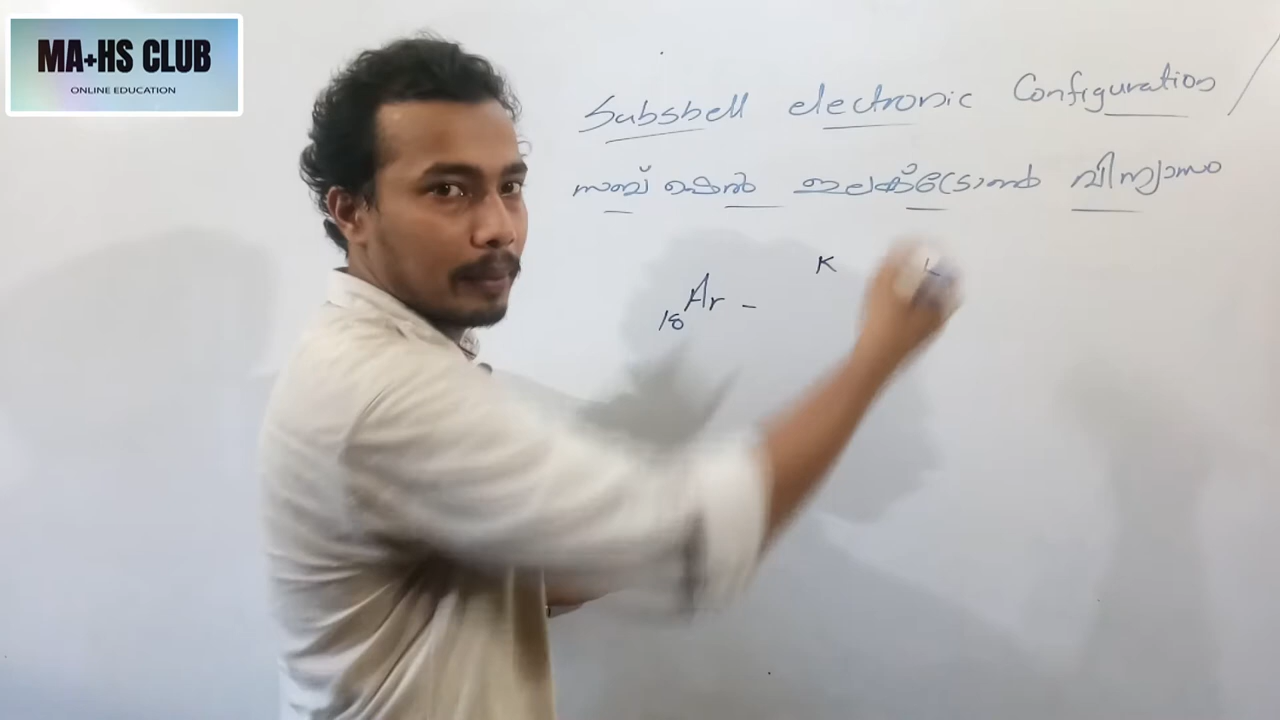 MA+HS CLUB
ONLINE EDUCATION
Subshell electronic Configuration /
സബ് ഷെൽ ഇലക്ട്രോൺ വിന്യാസം
K L
18Ar -